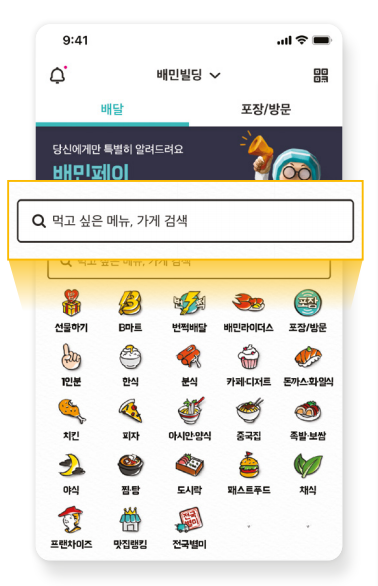 9:41
배민빌딩
배달 포장/방문
당신에게만 특별히 알려드려요
배민페이
먹고 싶은 메뉴, 가게 검색
먹고 싶은 메뉴, 가게 검색
포장
선물하기 B마트 번쩍배달 배민라이더스 포장/방문
1인분 한식 분식 카페·디저트 돈까스·회·일식
치킨 피자 아시안·양식 중국집 족발·보쌈
야식 찜·탕 도시락 패스트푸드 채식
전국
별미
프랜차이즈 맛집랭킹 전국별미